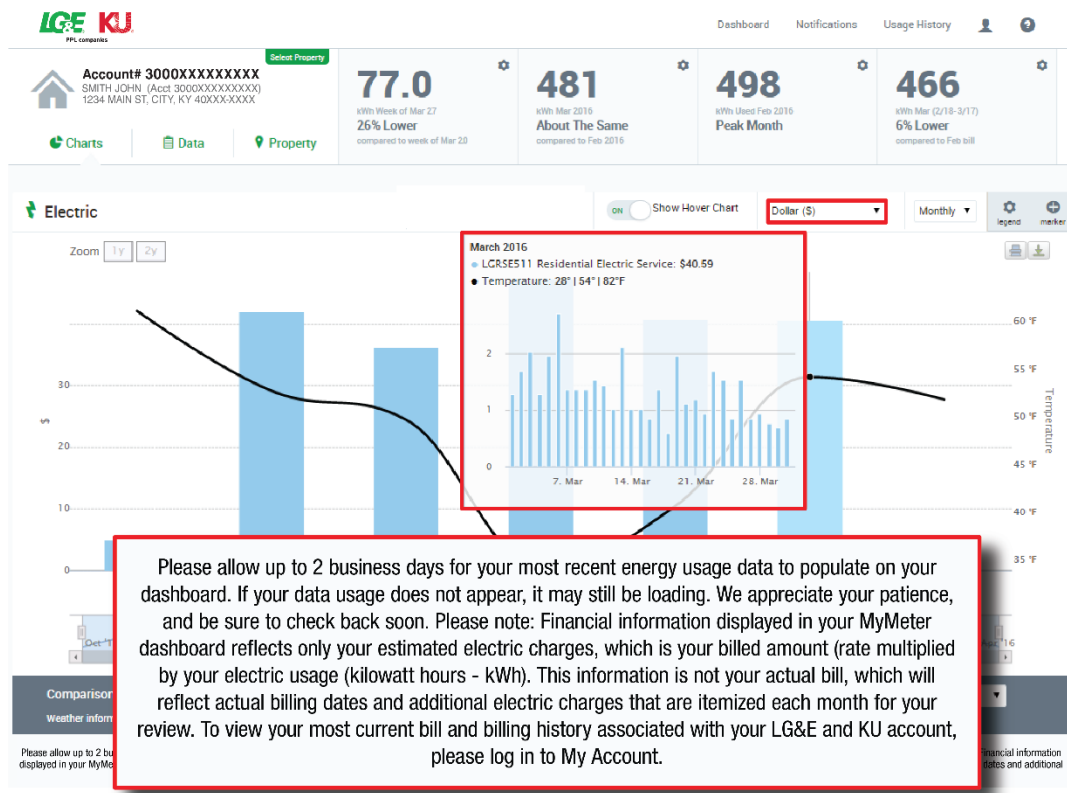 LG&E KU
PPL companies
Dashboard Notifications Usage History
Select Property
Account# 3000XXXXXXXXX
SMITH JOHN (Acct 3000XXXXXXXXX)
1234 MAIN ST, CITY, KY 40XXX-XXXX
Charts Data Property
77.0
kWh Week of Mar 27
26% Lower
compared to week of Mar 20
481
kWh Mar 2016
About The Same
compared to Feb 2016
498
kWh Used Feb 2016
Peak Month
466
kWh Mar (2/18-3/17)
6% Lower
compared to Feb bill
Electric
ON Show Hover Chart
Dollar ($)
Monthly
legend
marker
Zoom 1y 2y
March 2016
LGRSE511 Residential Electric Service: $40.59
Temperature: 28° | 54° | 82°F
2
1
0
7. Mar 14. Mar 21. Mar 28. Mar
$
30
20
10
0
60 °F
55 °F
50 °F
45 °F
40 °F
35 °F
Temperature
Please allow up to 2 business days for your most recent energy usage data to populate on your
dashboard. If your data usage does not appear, it may still be loading. We appreciate your patience,
and be sure to check back soon. Please note: Financial information displayed in your MyMeter
dashboard reflects only your estimated electric charges, which is your billed amount (rate multiplied
by your electric usage (kilowatt hours - kWh). This information is not your actual bill, which will
reflect actual billing dates and additional electric charges that are itemized each month for your
review. To view your most current bill and billing history associated with your LG&E and KU account,
please log in to My Account.
Oct '1
'16
Comparison
Weather inform
Please allow up to 2 bu
displayed in your MyMe
inancial information
dates and additional